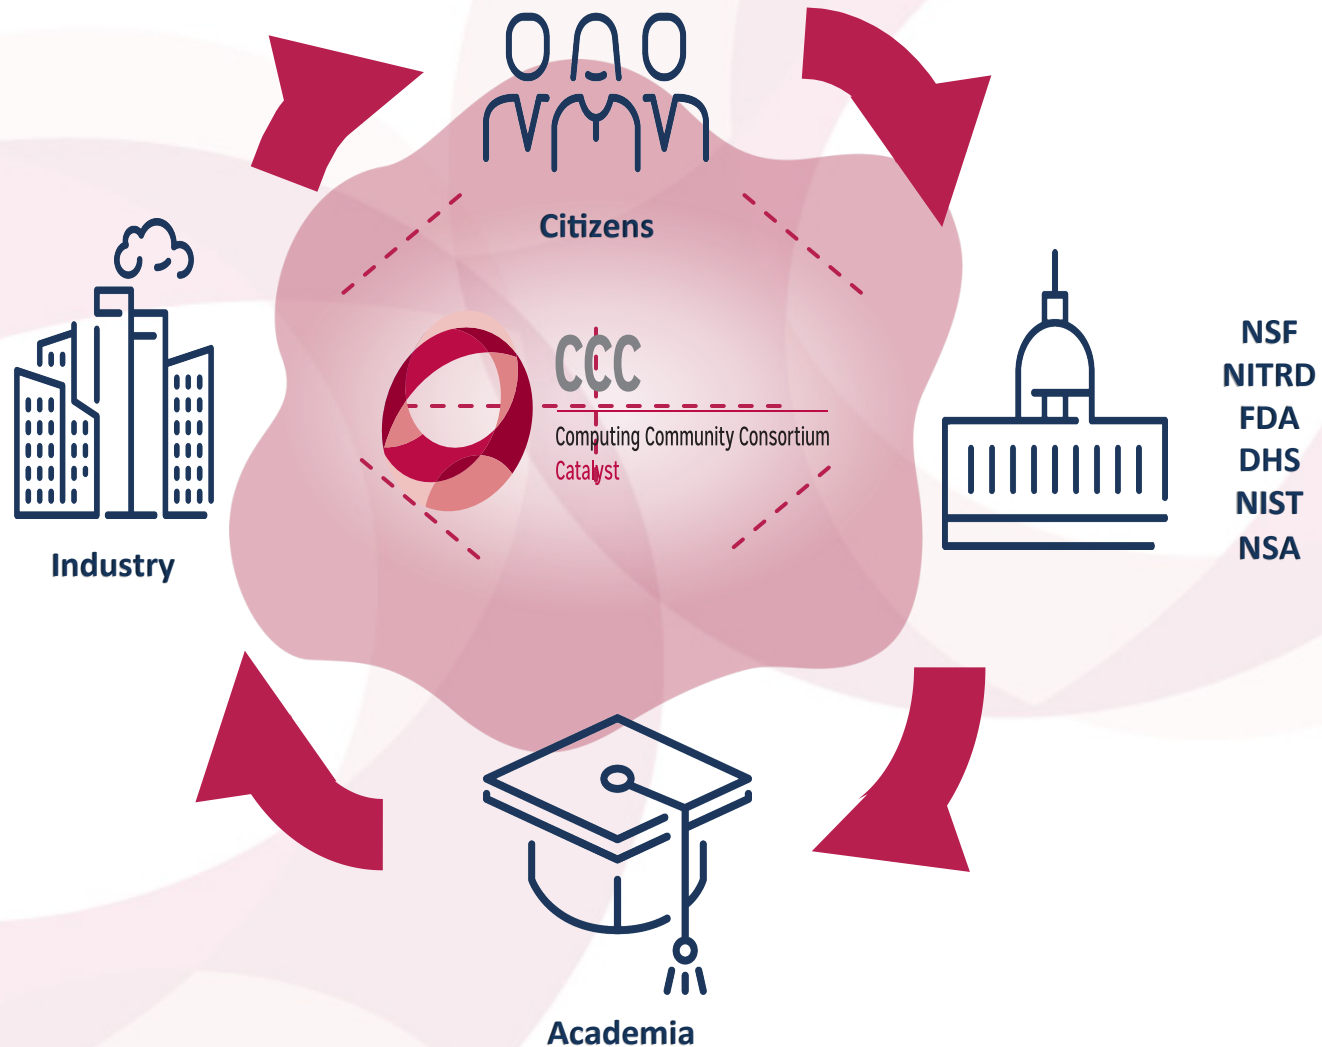 Citizens
NSF
NITRD
FDA
DHS
NIST
NSA
CCC
Computing Community Consortium
Catalyst
Industry
Academia